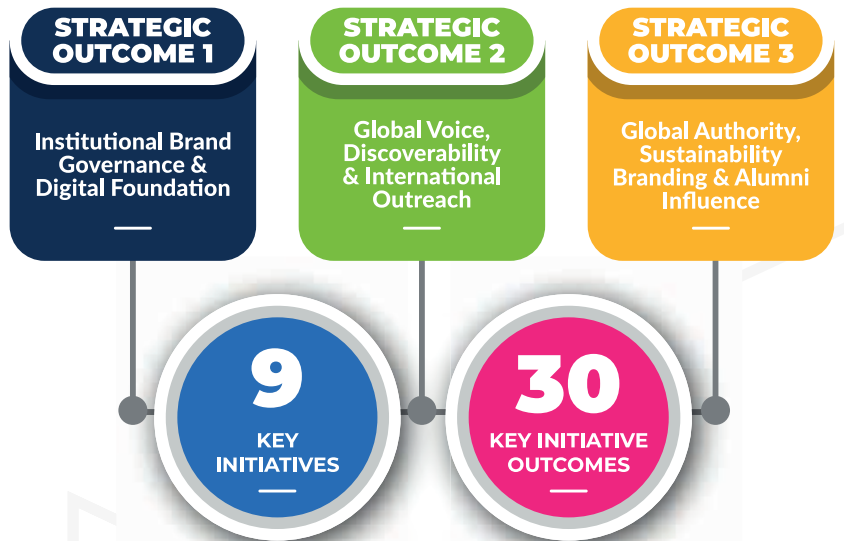 STRATEGIC
OUTCOME 1
Institutional Brand
Governance &
Digital Foundation
STRATEGIC
OUTCOME 2
Global Voice,
Discoverability
& International
Outreach
STRATEGIC
OUTCOME 3
Global Authority,
Sustainability
Branding & Alumni
Influence
9
KEY
INITIATIVES
30
KEY INITIATIVE
OUTCOMES